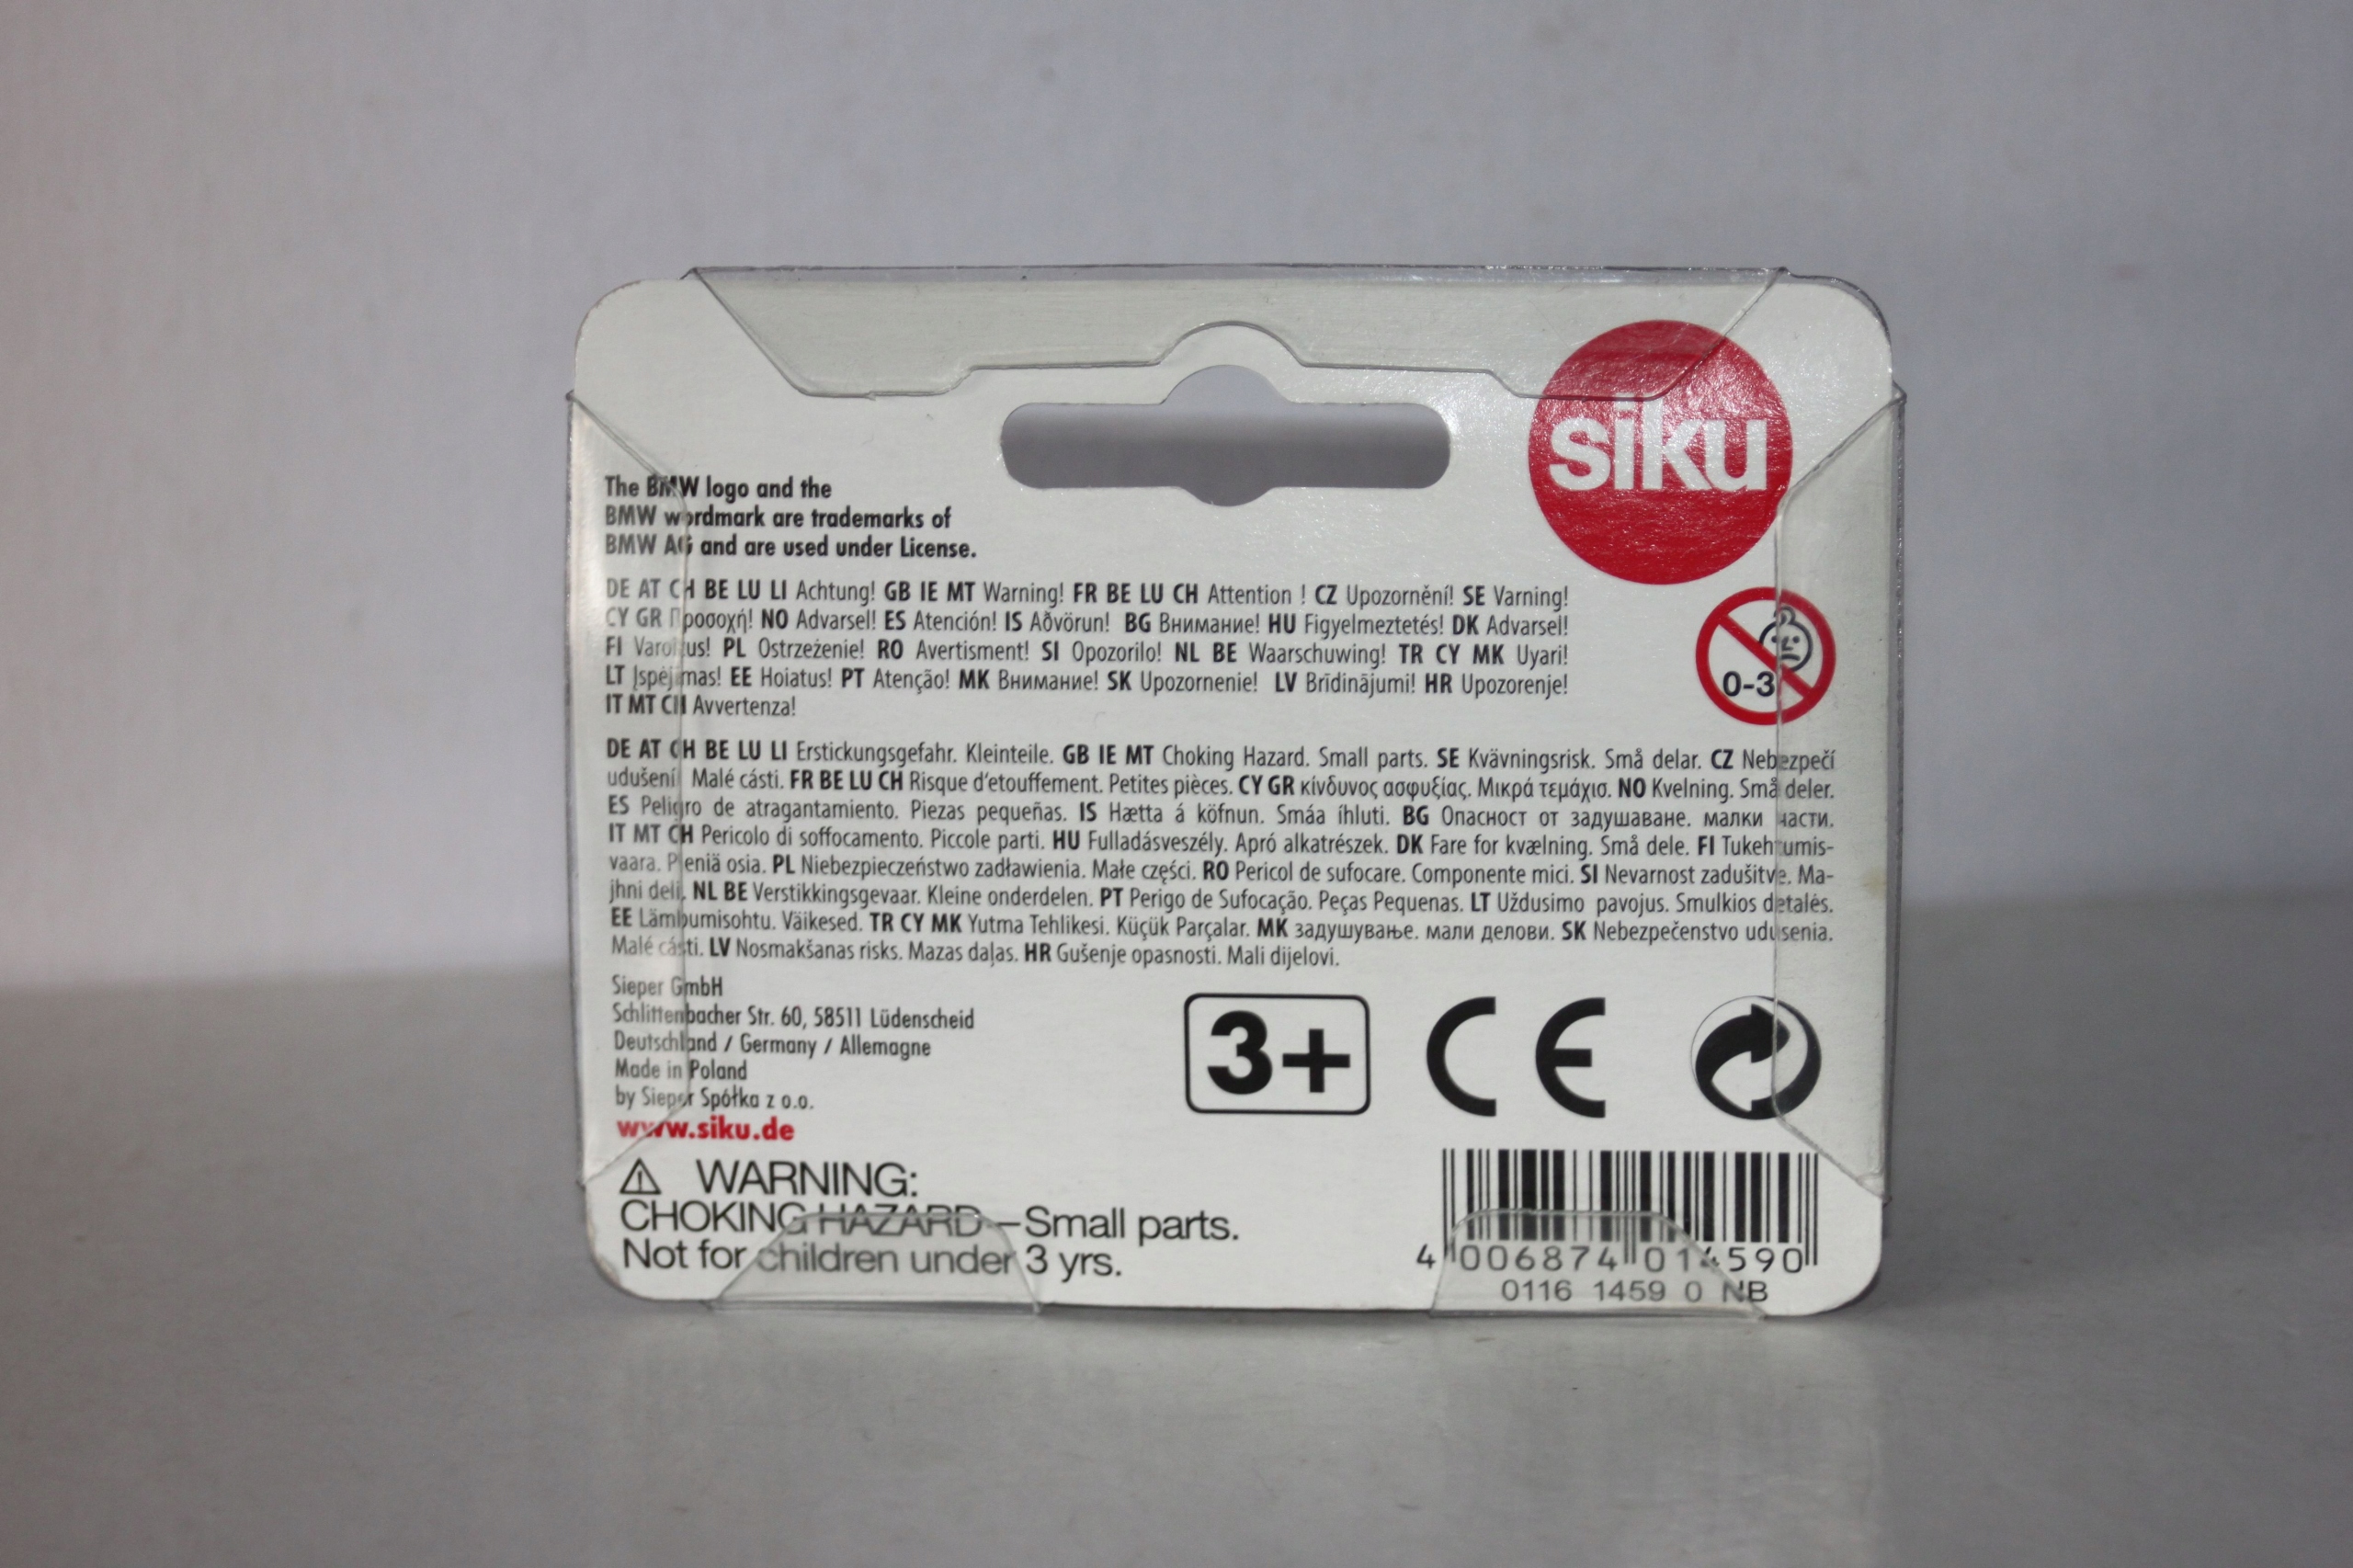 siku
The BMW logo and the
BMW wordmark are trademarks of
BMW AG and are used under License.
DE AT CH BE LU LI Achtung! GB IE MT Warning! FR BE LU CH Attention ! CZ Upozornění! SE Varning!
CY GR Προσοχή! NO Advarsel! ES Atención! IS Aðvörun! BG Внимание! HU Figyelmeztetés! DK Advarsel!
FI Varoitus! PL Ostrzeżenie! RO Avertisment! SI Opozorilo! NL BE Waarschuwing! TR CY MK Uyari!
LT Įspėjimas! EE Hoiatus! PT Atenção! MK Внимание! SK Upozornenie! LV Brīdinājumi! HR Upozorenje!
IT MT CH Avvertenza!
0-3
DE AT CH BE LU LI Erstickungsgefahr. Kleinteile. GB IE MT Choking Hazard. Small parts. SE Kvävningsrisk. Små delar. CZ Nebezpečí
udušení Malé cásti. FR BE LU CH Risque d'etouffement. Petites pièces. CY GR κίνδυνος ασφυξίας. Μικρά τεμάχια. NO Kvelning. Små deler.
ES Peligro de atragantamiento. Piezas pequeñas. IS Hætta á köfnun. Smáa íhluti. BG Опасност от задушаване. малки части.
IT MT CH Pericolo di soffocamento. Piccole parti. HU Fulladásveszély. Apró alkatrészek. DK Fare for kvælning. Små dele. FI Tukehtumis-
vaara. Pieniä osia. PL Niebezpieczeństwo zadławienia. Małe części. RO Pericol de sufocare. Componente mici. SI Nevarnost zadušitve. Ma-
jhni deli. NL BE Verstikkingsgevaar. Kleine onderdelen. PT Perigo de Sufocação. Peças Pequenas. LT Uždusimo pavojus. Smulkios detalės.
EE Lämbumisohtu. Väikesed. TR CY MK Yutma Tehlikesi. Küçük Parçalar. MK задушување. мали делови. SK Nebezpečenstvo udusenia.
Malé cásti. LV Nosmakšanas risks. Mazas daļas. HR Gušenje opasnosti. Mali dijelovi.
Sieper GmbH
Schlittenbacher Str. 60, 58511 Lüdenscheid
Deutschland / Germany / Allemagne
Made in Poland
by Sieper Spółka z o.o.
www.siku.de
3+
CE
WARNING:
CHOKING HAZARD – Small parts.
Not for children under 3 yrs.
4 006874 014590
0116 1459 0 NB